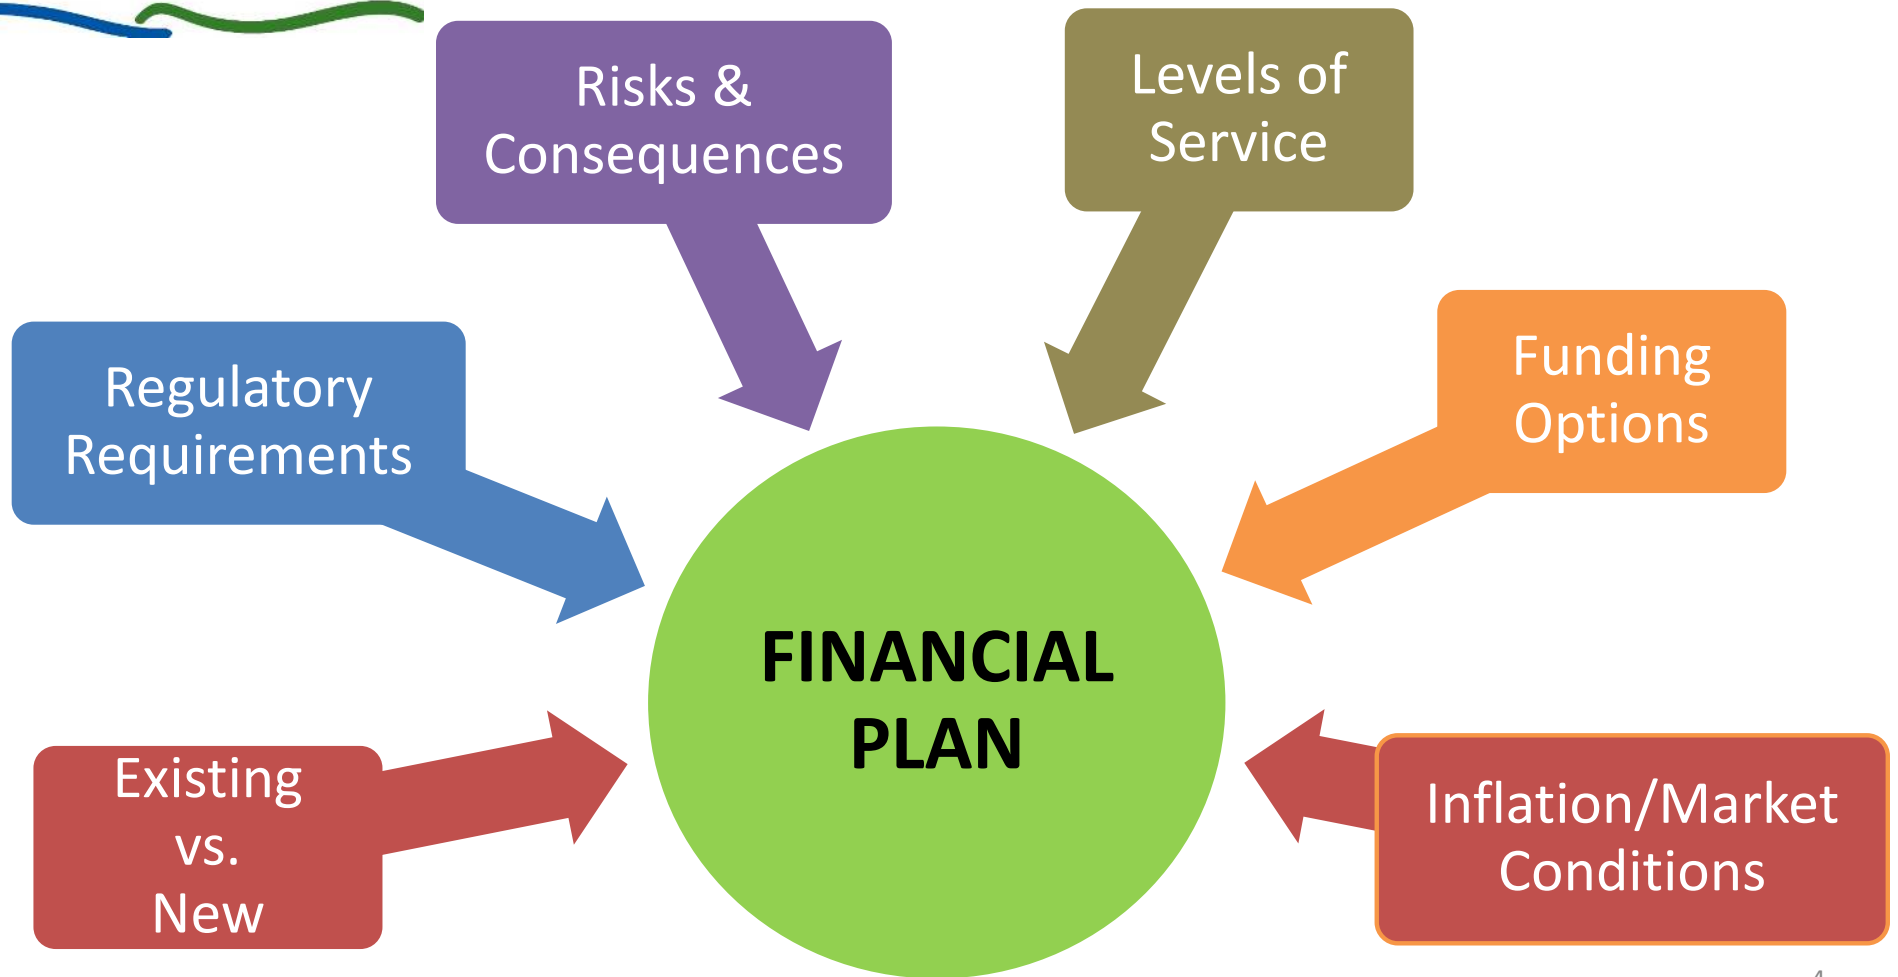 Risks &
Consequences
Levels of
Service
Regulatory
Requirements
Funding
Options
FINANCIAL
PLAN
Existing
vs.
New
Inflation/Market
Conditions